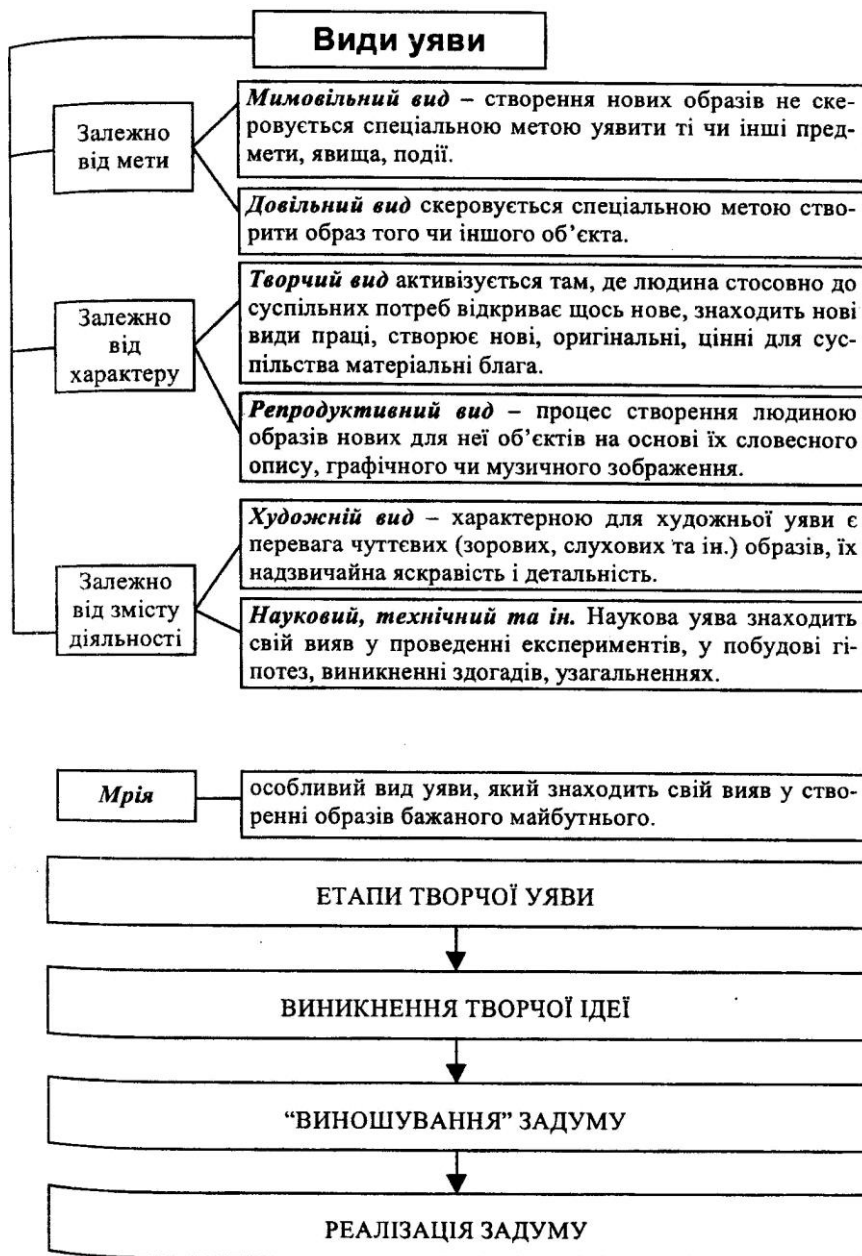 Види уяви
Залежно
від мети
Мимовільний вид – створення нових образів не ске-
ровується спеціальною метою уявити ті чи інші пред-
мети, явища, події.
Довільний вид скеровується спеціальною метою ство-
рити образ того чи іншого об’єкта.
Залежно
від
характеру
Творчий вид активізується там, де людина стосовно до
суспільних потреб відкриває щось нове, знаходить нові
види праці, створює нові, оригінальні, цінні для сус-
пільства матеріальні блага.
Репродуктивний вид – процес створення людиною
образів нових для неї об’єктів на основі їх словесного
опису, графічного чи музичного зображення.
Залежно
від змісту
діяльності
Художній вид – характерною для художньої уяви є
перевага чуттєвих (зорових, слухових та ін.) образів, їх
надзвичайна яскравість і детальність.
Науковий, технічний та ін. Наукова уява знаходить
свій вияв у проведенні експериментів, у побудові гі-
потез, виникненні здогадів, узагальненнях.
Мрія
особливий вид уяви, який знаходить свій вияв у ство-
ренні образів бажаного майбутнього.
ЕТАПИ ТВОРЧОЇ УЯВИ
ВИНИКНЕННЯ ТВОРЧОЇ ІДЕЇ
“ВИНОШУВАННЯ” ЗАДУМУ
РЕАЛІЗАЦІЯ ЗАДУМУ